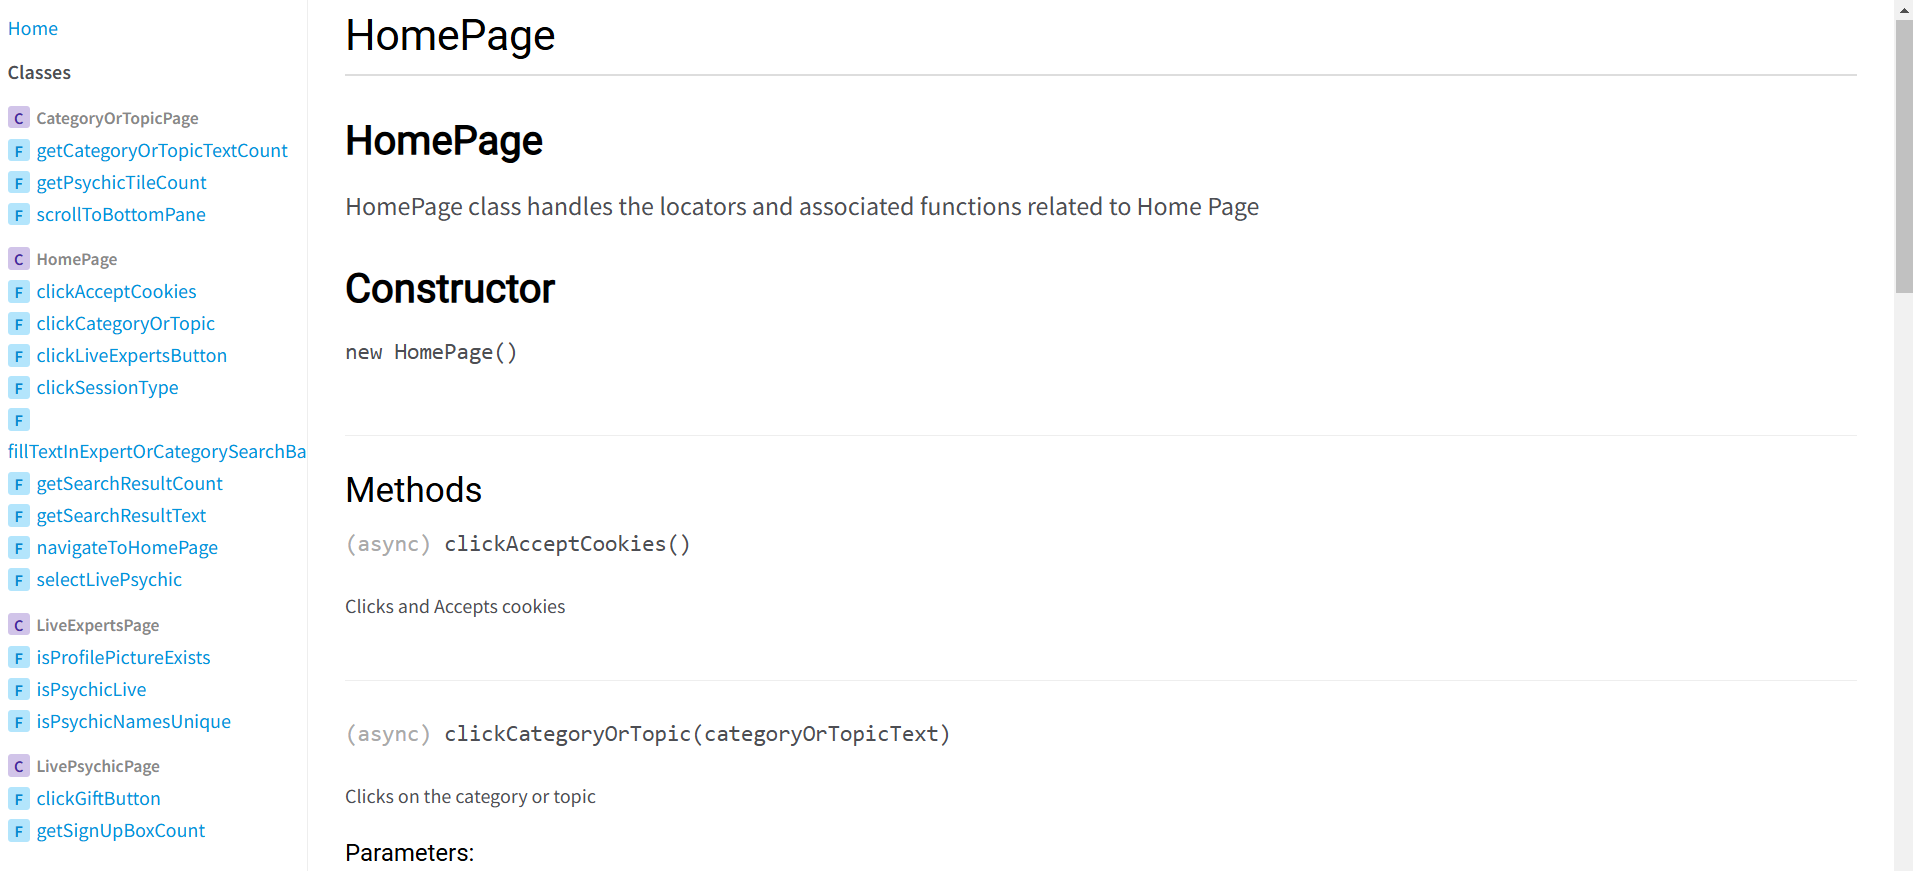 Home
Classes
C CategoryOrTopicPage
F getCategoryOrTopicTextCount
F getPsychicTileCount
F scrollToBottomPane
C HomePage
F clickAcceptCookies
F clickCategoryOrTopic
F clickLiveExpertsButton
F clickSessionType
F
fillTextInExpertOrCategorySearchBa
F getSearchResultCount
F getSearchResultText
F navigateToHomePage
F selectLivePsychic
C LiveExpertsPage
F isProfilePictureExists
F isPsychicLive
F isPsychicNamesUnique
C LivePsychicPage
F clickGiftButton
F getSignUpBoxCount
HomePage
HomePage
HomePage class handles the locators and associated functions related to Home Page
Constructor
new HomePage()
Methods
(async) clickAcceptCookies()
Clicks and Accepts cookies
(async) clickCategoryOrTopic(categoryOrTopicText)
Clicks on the category or topic
Parameters: